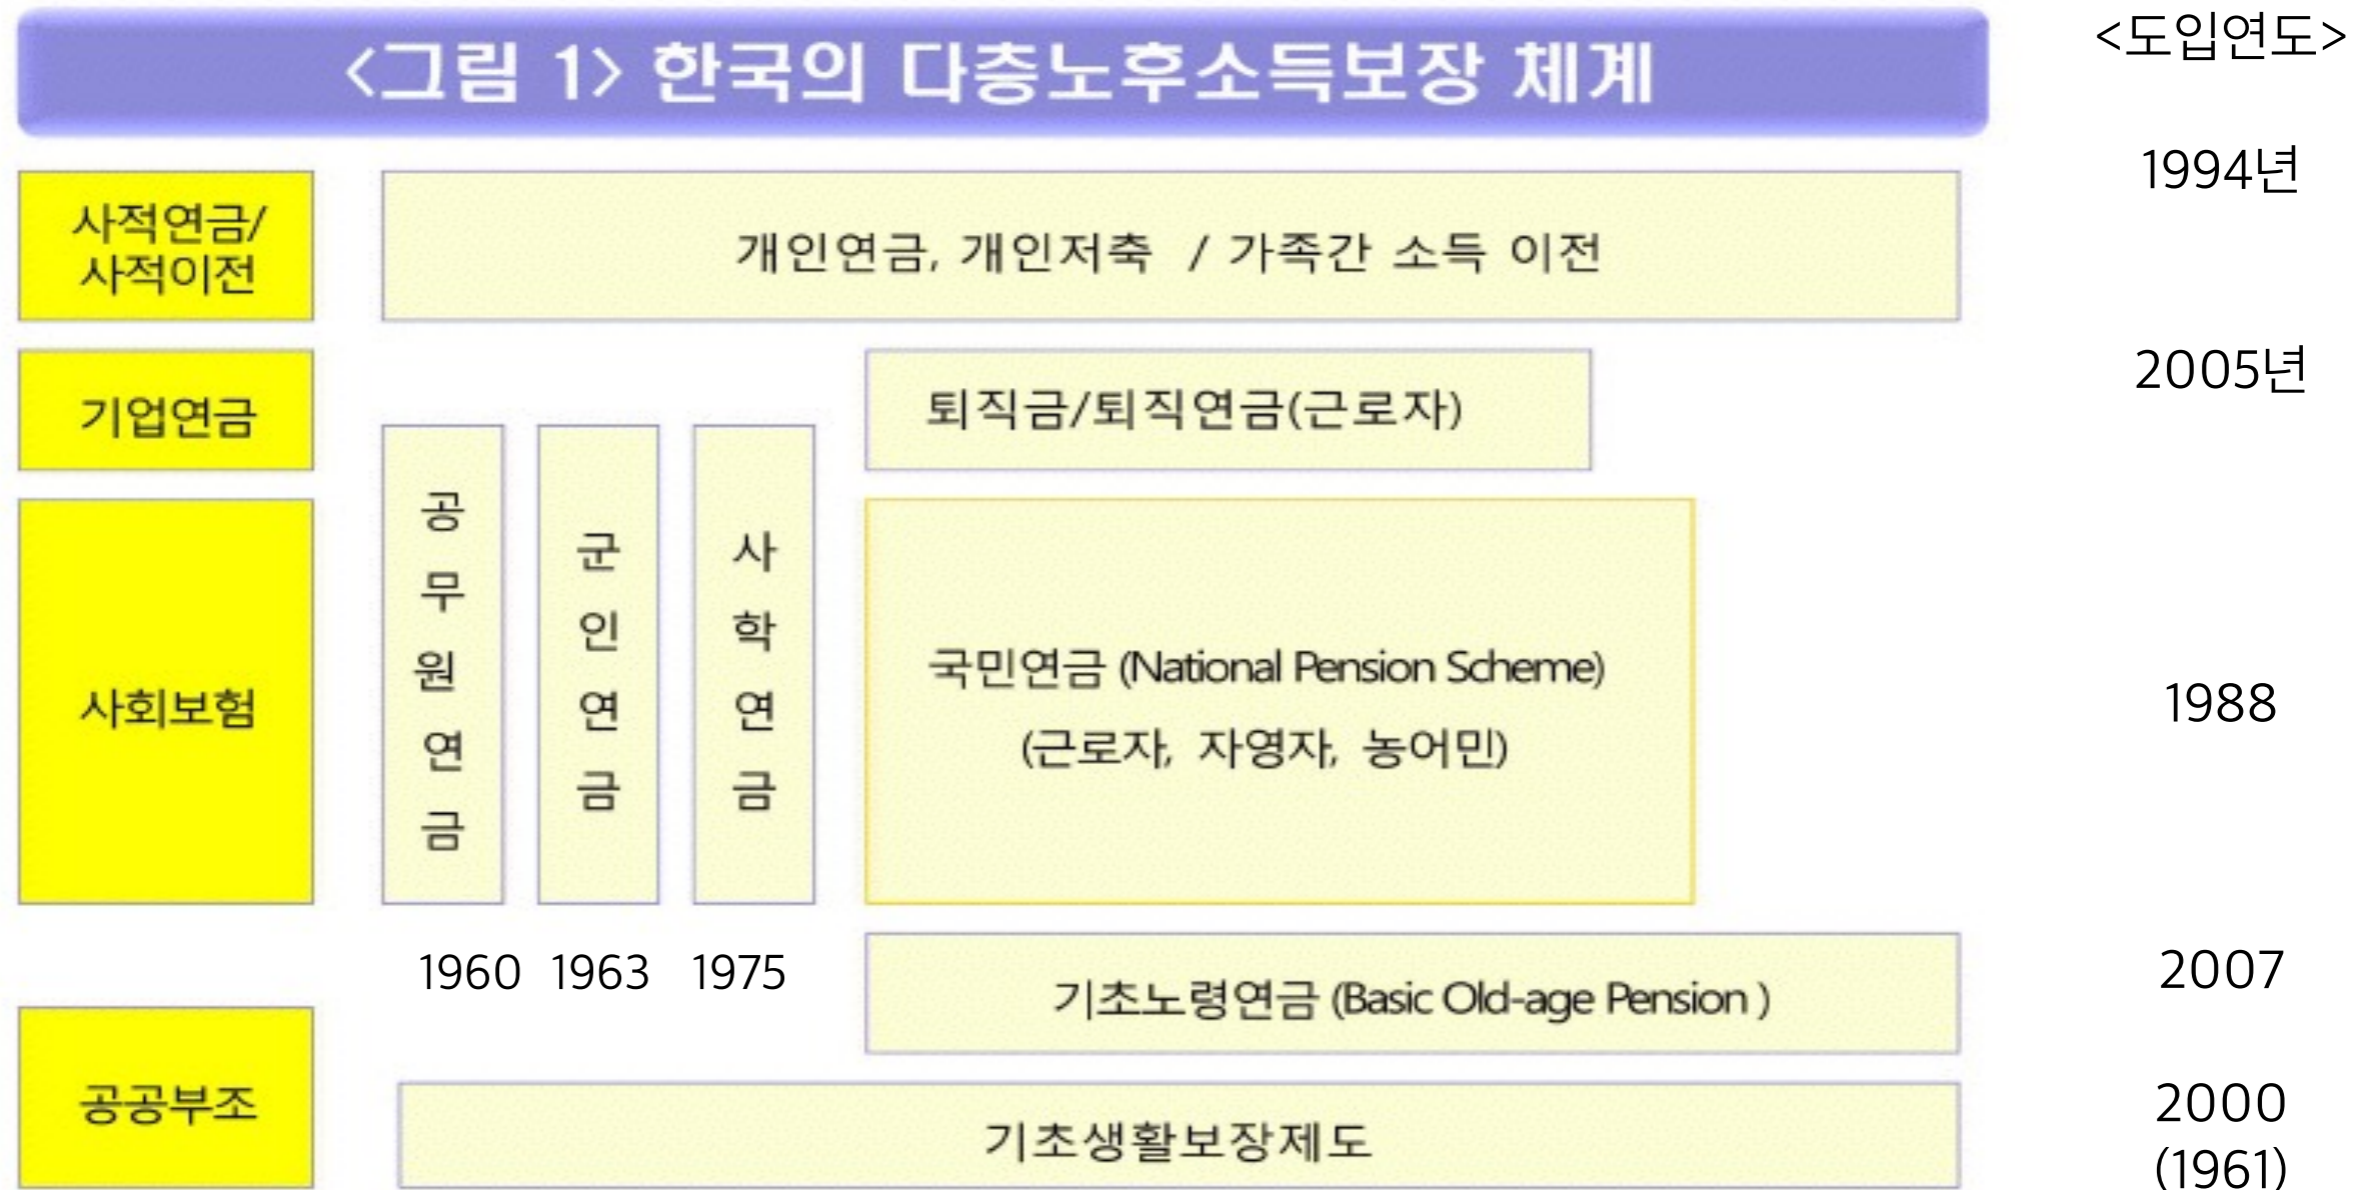 <그림 1> 한국의 다층노후소득보장 체계
<도입연도>
사적연금/
사적이전
개인연금, 개인저축 / 가족간 소득 이전
1994년
기업연금
퇴직금/퇴직연금(근로자)
2005년
사회보험
공무원연금
군인연금
사학연금
국민연금 (National Pension Scheme)
(근로자, 자영자, 농어민)
1988
1960
1963
1975
기초노령연금 (Basic Old-age Pension )
2007
공공부조
기초생활보장제도
2000
(1961)